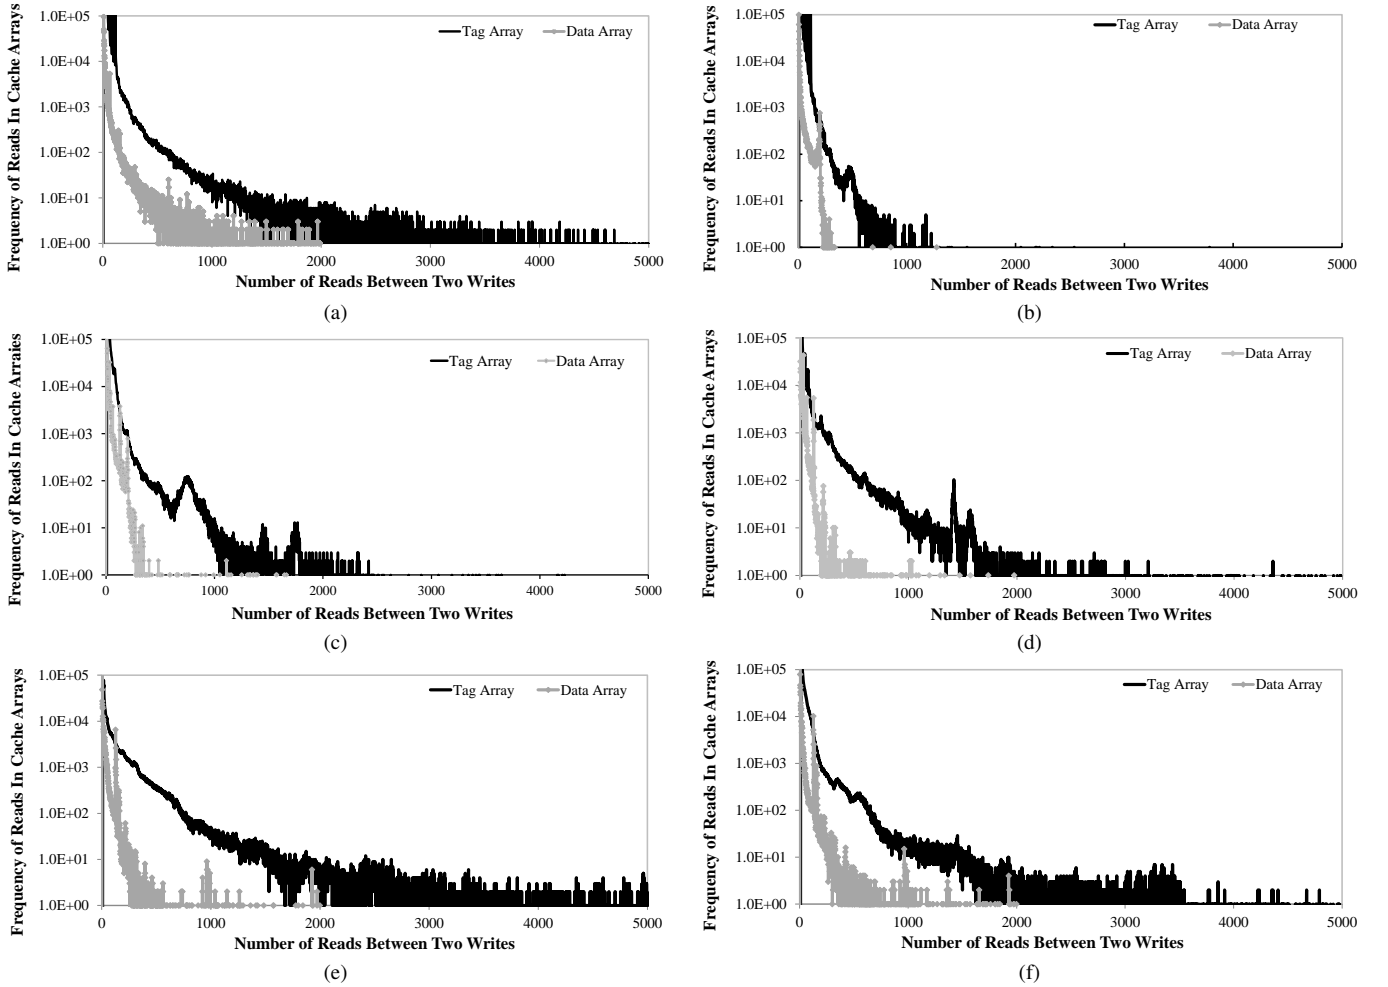 Frequency of Reads In Cache Arrays
1.0E+05
1.0E+04
1.0E+03
1.0E+02
1.0E+01
1.0E+00
Tag Array Data Array
0 1000 2000 3000 4000 5000
Number of Reads Between Two Writes
(a)
Frequency of Reads In Cache Arrays
1.0E+05
1.0E+04
1.0E+03
1.0E+02
1.0E+01
1.0E+00
Tag Array Data Array
0 1000 2000 3000 4000 5000
Number of Reads Between Two Writes
(b)
Frequency of Reads In Cache Arraies
1.0E+05
1.0E+04
1.0E+03
1.0E+02
1.0E+01
1.0E+00
Tag Array Data Array
0 1000 2000 3000 4000 5000
Number of Reads Between Two Writes
(c)
Frequency of Reads In Cache Arrays
1.0E+05
1.0E+04
1.0E+03
1.0E+02
1.0E+01
1.0E+00
Tag Array Data Array
0 1000 2000 3000 4000 5000
Number of Reads Between Two Writes
(d)
Frequency of Reads In Cache Arrays
1.0E+05
1.0E+04
1.0E+03
1.0E+02
1.0E+01
1.0E+00
Tag Array Data Array
0 1000 2000 3000 4000 5000
Number of Reads Between Two Writes
(e)
Frequency of Reads In Cache Arrays
1.0E+05
1.0E+04
1.0E+03
1.0E+02
1.0E+01
1.0E+00
Tag Array Data Array
0 1000 2000 3000 4000 5000
Number of Reads Between Two Writes
(f)